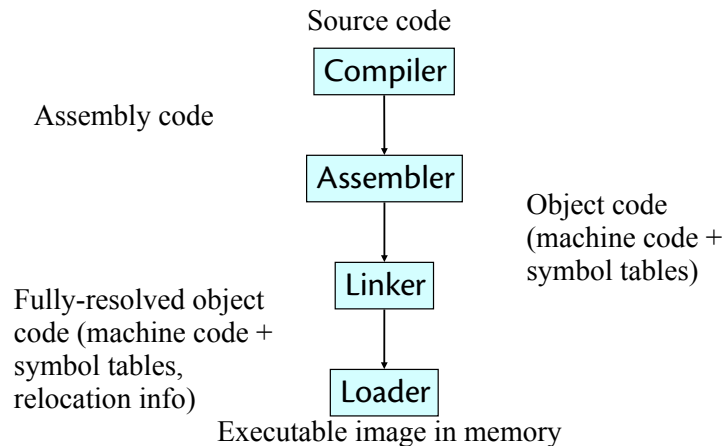 Source code
Compiler
Assembly code
Assembler
Object code
(machine code +
symbol tables)
Linker
Fully-resolved object
code (machine code +
symbol tables,
relocation info)
Loader
Executable image in memory